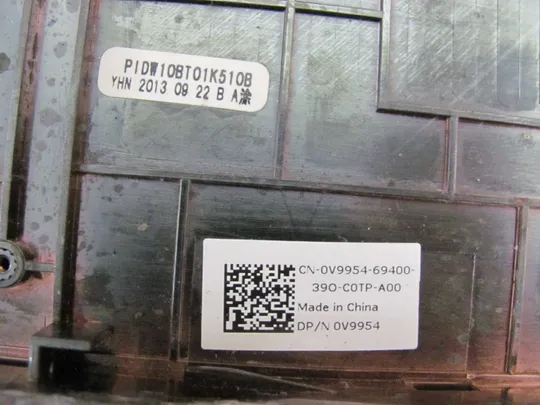 PIDW10BT01K510B
YHN 2013 09 22 B A涂
CN-0V9954-69400-
39O-C0TP-A00
Made in China
DP/N 0V9954